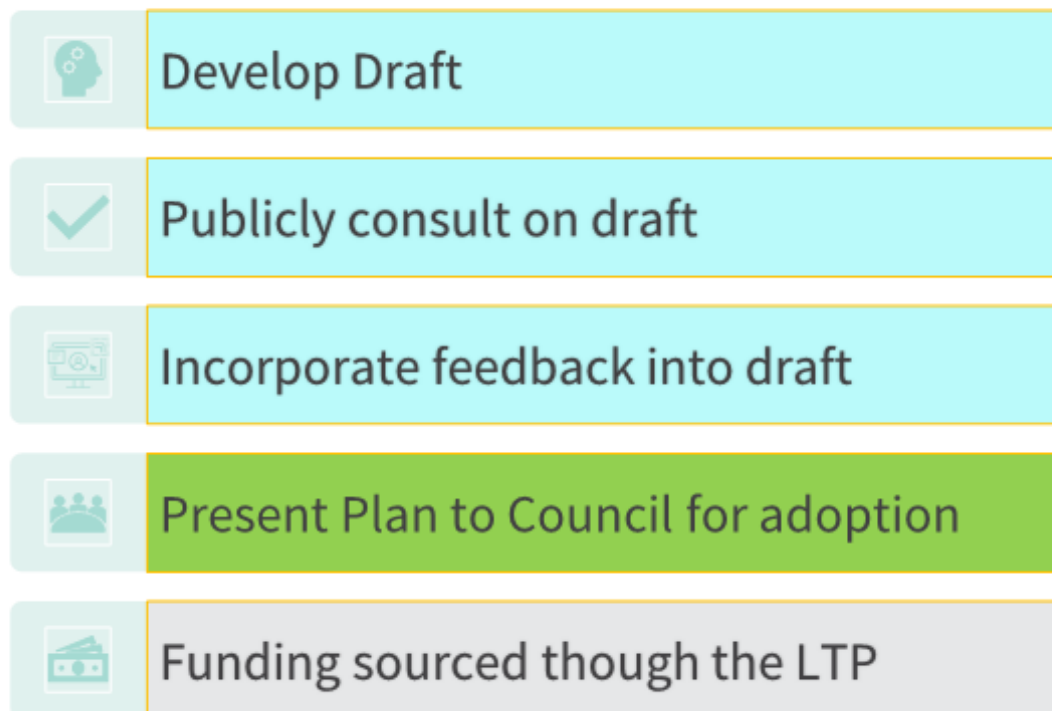 Develop Draft
Publicly consult on draft
Incorporate feedback into draft
Present Plan to Council for adoption
Funding sourced though the LTP